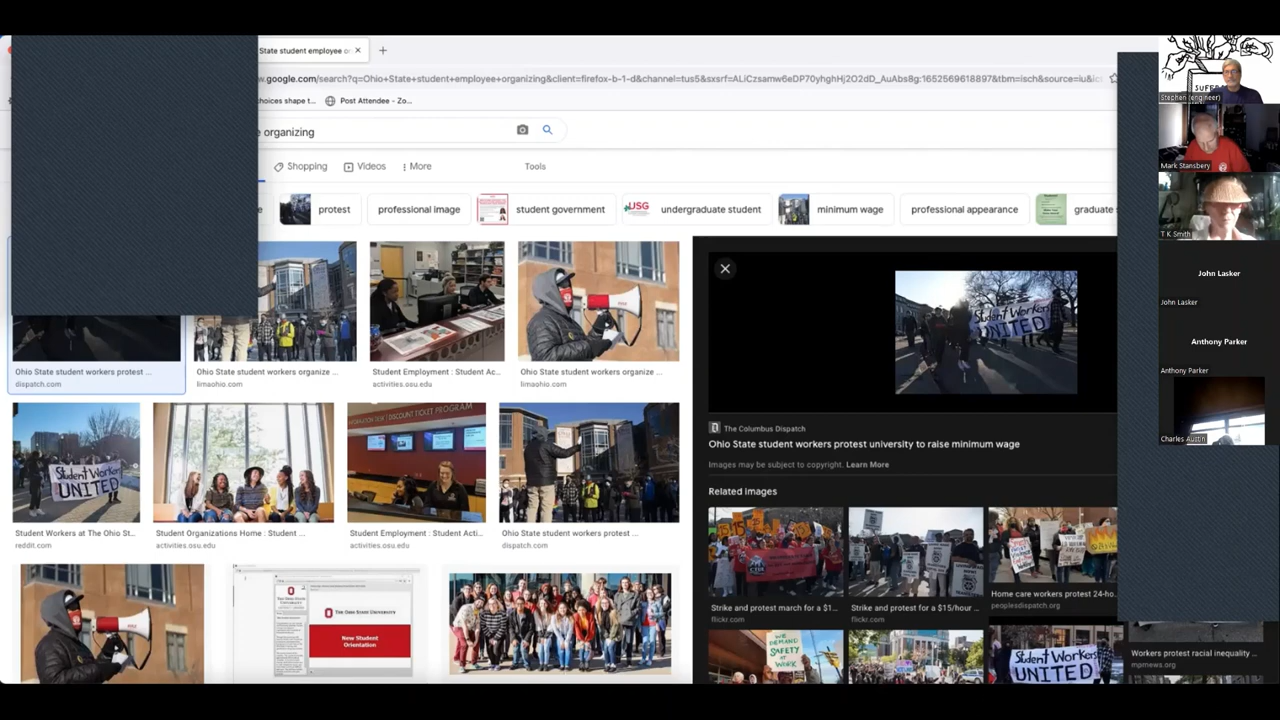 State student employee or
w.google.com/search?q=Ohio+State+student+employee+organizing&client=firefox-b-1-d&channel=tus5&sxsrf=ALiCzsamw6eDP70yhghHj2O2dD_AuAbs8g:1652569618897&tbm=isch&source=iu&ic
choices shape t...
Post Attendee - Zo...
e organizing
Shopping
Videos
More
Tools
e
protest
professional image
student government
USG
undergraduate student
minimum wage
professional appearance
graduate s
Ohio State student workers protest ...
dispatch.com
Ohio State student workers organize ...
limaohio.com
Student Employment : Student Ac...
activities.osu.edu
Ohio State student workers organize ...
limaohio.com
Student Workers UNITED
The Columbus Dispatch
Ohio State student workers protest university to raise minimum wage
Images may be subject to copyright. Learn More
Related images
Student Worker
UNITED
DISCOUNT TICKET PROGRAM
Student Workers at The Ohio St...
reddit.com
Student Organizations Home : Student ...
activities.osu.edu
Student Employment : Student Acti...
activities.osu.edu
Ohio State student workers protest ...
dispatch.com
Strike and protest march for a $1...
flickr.com
Strike and protest for a $15/hour ...
flickr.com
Home care workers protest 24-ho...
peoplesdispatch.org
The Ohio State University
New Student
Orientation
WE DEMAND
SAFETY
AT WORK
Student Workers
UNITED
Workers protest racial inequality ...
mprnews.org
Stephen (engineer)
Mark Stansbery
T K Smith
John Lasker
John Lasker
Anthony Parker
Anthony Parker
Charles Austin